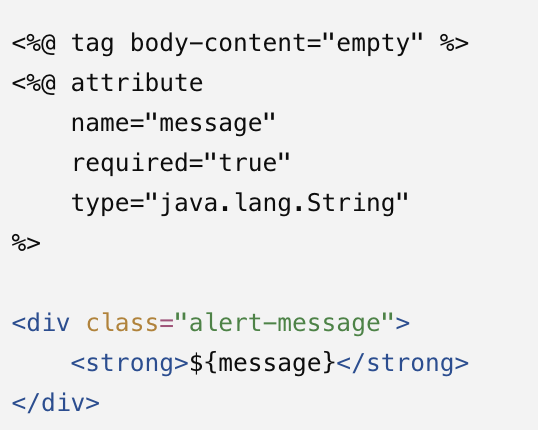 <%@ tag body-content="empty" %>
<%@ attribute
    name="message"
    required="true"
    type="java.lang.String"
%>

<div class="alert-message">
    <strong>${message}</strong>
</div>